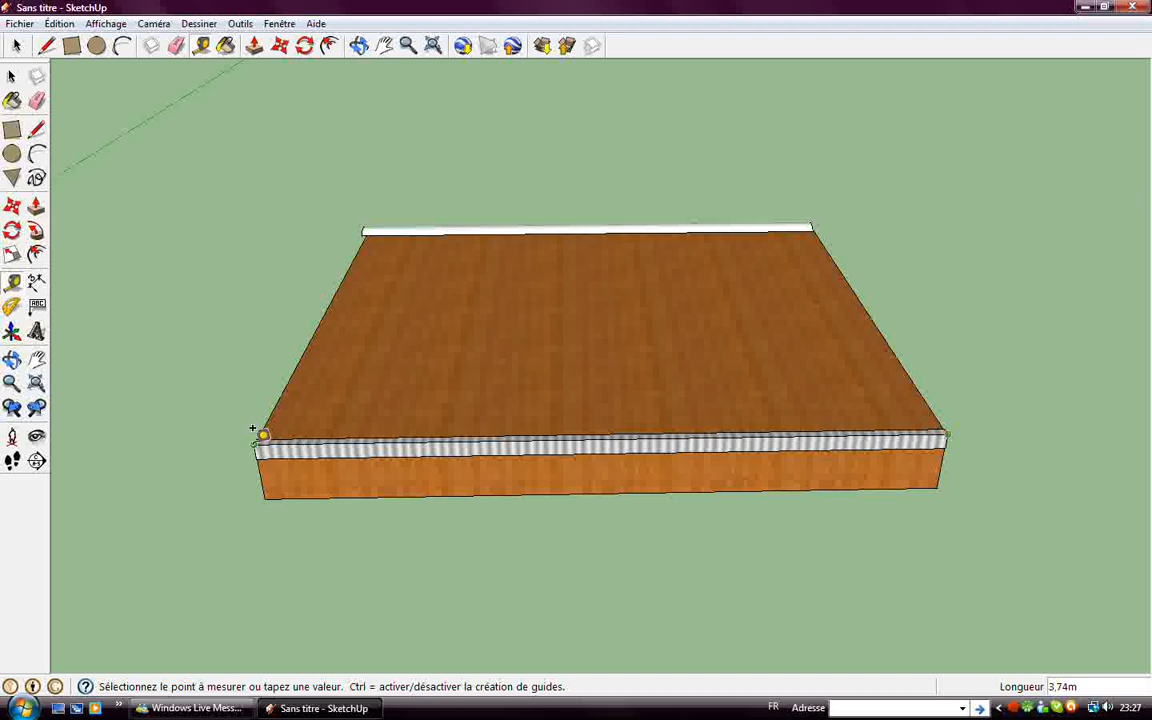 Sans titre - SketchUp
Fichier Édition Affichage Caméra Dessiner Outils Fenêtre Aide
ABC
Sélectionnez le point à mesurer ou tapez une valeur. Ctrl = activer/désactiver la création de guides.
Longueur 3,74m
Windows Live Mess... Sans titre - SketchUp FR Adresse 23:27